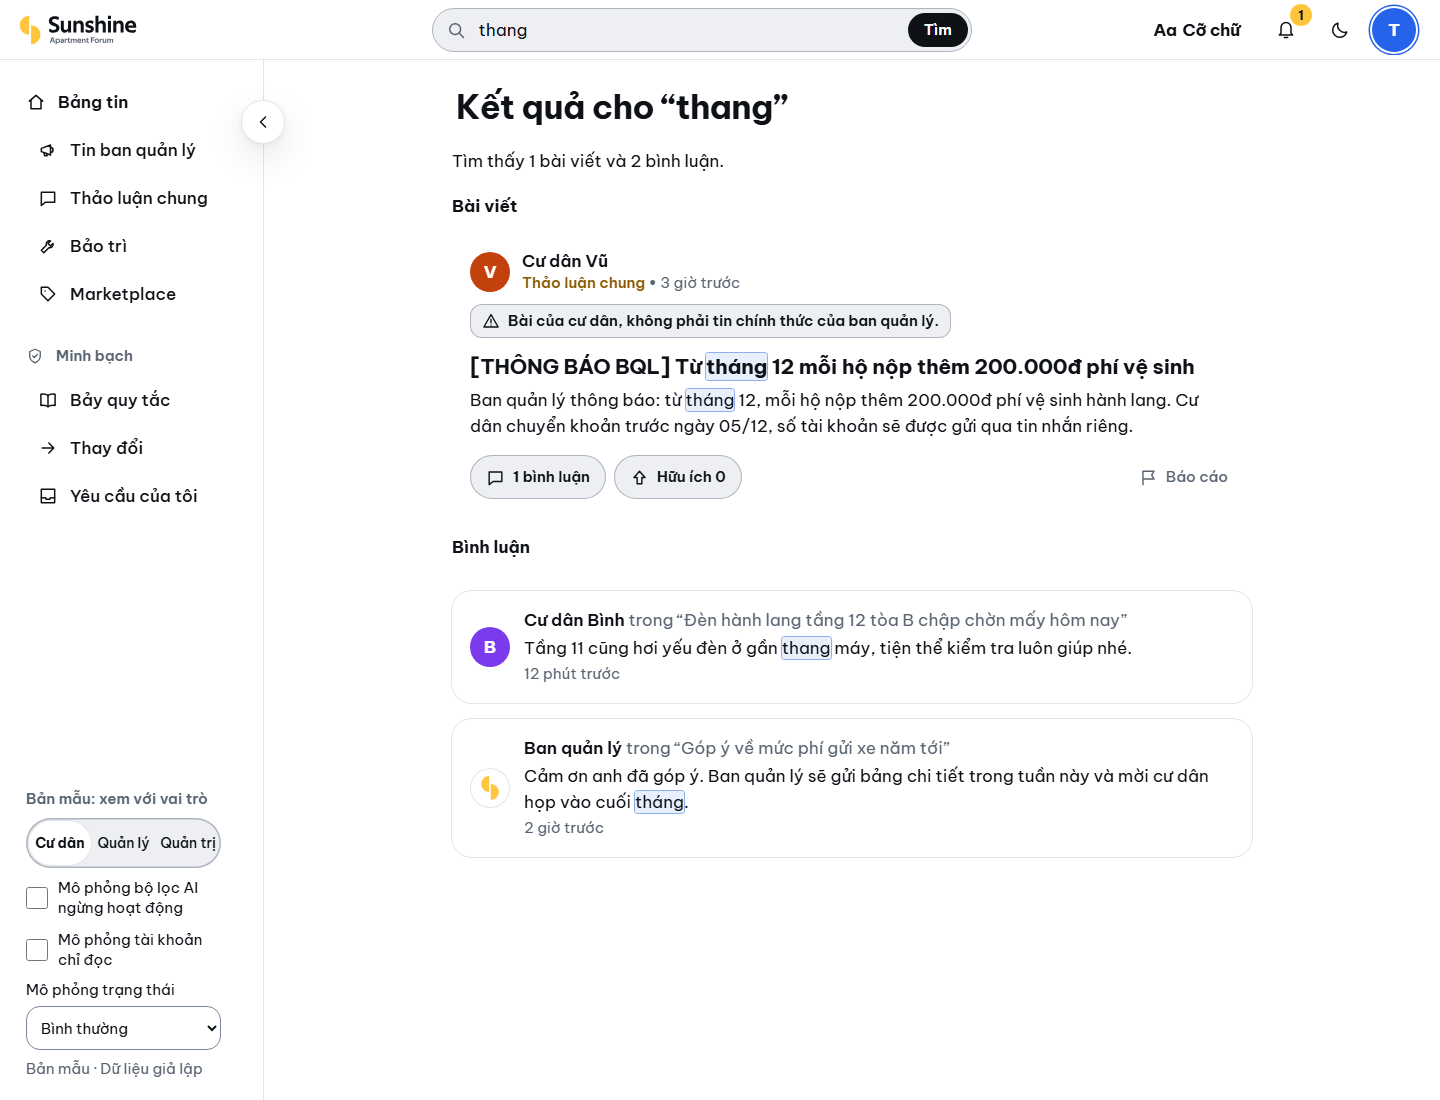 Sunshine
Apartment Forum
thang
Tìm
Aa Cỡ chữ
1
T
Bảng tin
Tin ban quản lý
Thảo luận chung
Bảo trì
Marketplace
Minh bạch
Bảy quy tắc
Thay đổi
Yêu cầu của tôi
Bản mẫu: xem với vai trò
Cư dân
Quản lý
Quản trị
Mô phỏng bộ lọc AI
ngừng hoạt động
Mô phỏng tài khoản
chỉ đọc
Mô phỏng trạng thái
Bình thường
Bản mẫu · Dữ liệu giả lập
Kết quả cho “thang”
Tìm thấy 1 bài viết và 2 bình luận.
Bài viết
V
Cư dân Vũ
Thảo luận chung • 3 giờ trước
Bài của cư dân, không phải tin chính thức của ban quản lý.
[THÔNG BÁO BQL] Từ tháng 12 mỗi hộ nộp thêm 200.000đ phí vệ sinh
Ban quản lý thông báo: từ tháng 12, mỗi hộ nộp thêm 200.000đ phí vệ sinh hành lang. Cư
dân chuyển khoản trước ngày 05/12, số tài khoản sẽ được gửi qua tin nhắn riêng.
1 bình luận
Hữu ích 0
Báo cáo
Bình luận
B
Cư dân Bình trong “Đèn hành lang tầng 12 tòa B chập chờn mấy hôm nay”
Tầng 11 cũng hơi yếu đèn ở gần thang máy, tiện thể kiểm tra luôn giúp nhé.
12 phút trước
Ban quản lý trong “Góp ý về mức phí gửi xe năm tới”
Cảm ơn anh đã góp ý. Ban quản lý sẽ gửi bảng chi tiết trong tuần này và mời cư dân
họp vào cuối tháng.
2 giờ trước